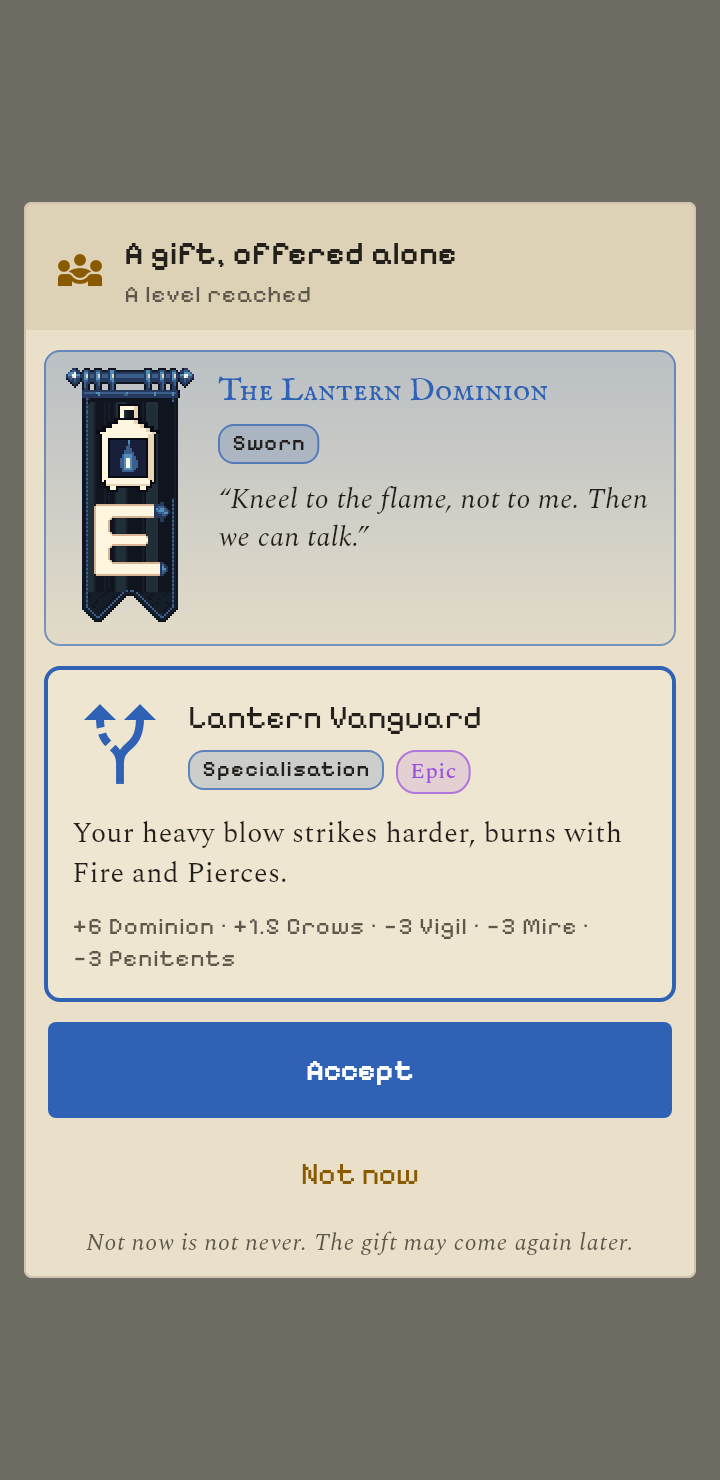 A gift, offered alone
A level reached
The Lantern Dominion
Sworn
“Kneel to the flame, not to me. Then
we can talk.”
E
Lantern Vanguard
Specialisation
Epic
Your heavy blow strikes harder, burns with
Fire and Pierces.
+6 Dominion · +1.8 Crows · −3 Vigil · −3 Mire ·
−3 Penitents
Accept
Not now
Not now is not never. The gift may come again later.